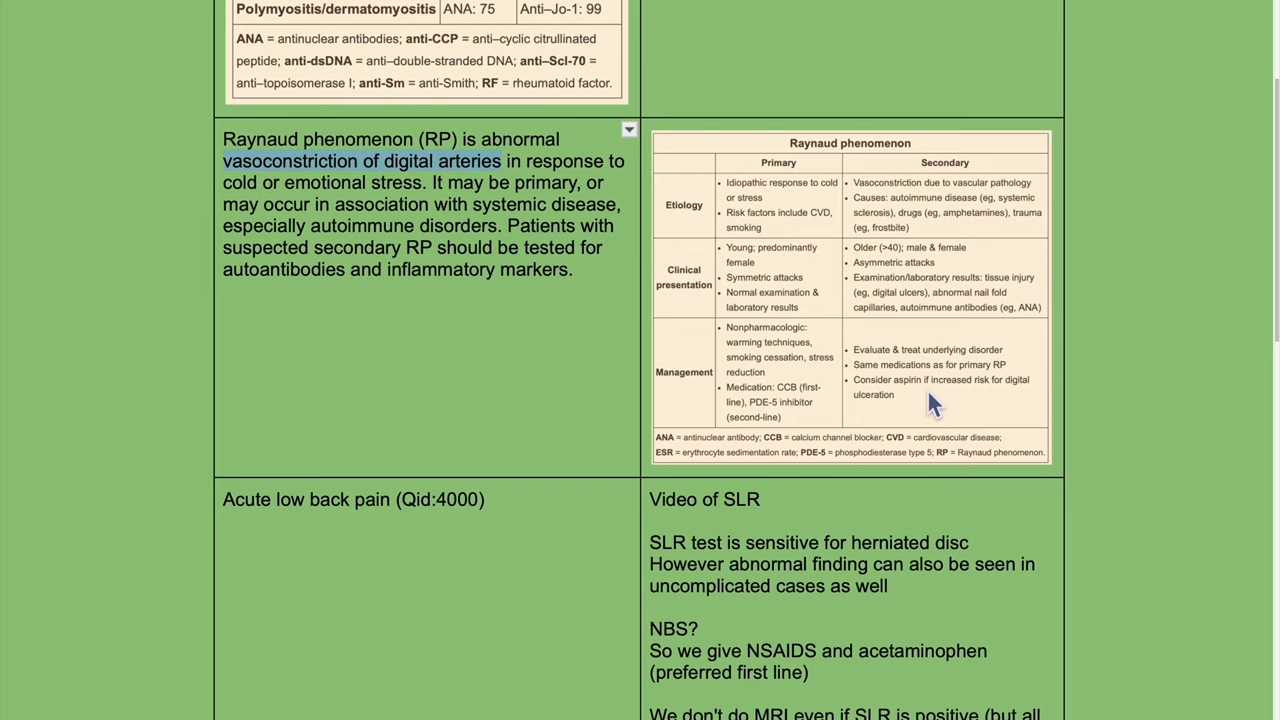 Polymyositis/dermatomyositis ANA: 75 Anti–Jo-1: 99
ANA = antinuclear antibodies; anti-CCP = anti–cyclic citrullinated
peptide; anti-dsDNA = anti–double-stranded DNA; anti–Scl-70 =
anti–topoisomerase I; anti-Sm = anti-Smith; RF = rheumatoid factor.
Raynaud phenomenon (RP) is abnormal
vasoconstriction of digital arteries in response to
cold or emotional stress. It may be primary, or
may occur in association with systemic disease,
especially autoimmune disorders. Patients with
suspected secondary RP should be tested for
autoantibodies and inflammatory markers.
Raynaud phenomenon
Primary Secondary
Etiology
• Idiopathic response to cold
or stress
• Risk factors include CVD,
smoking
• Vasoconstriction due to vascular pathology
• Causes: autoimmune disease (eg, systemic
sclerosis), drugs (eg, amphetamines), trauma
(eg, frostbite)
Clinical
presentation
• Young; predominantly
female
• Symmetric attacks
• Normal examination &
laboratory results
• Older (>40); male & female
• Asymmetric attacks
• Examination/laboratory results: tissue injury
(eg, digital ulcers), abnormal nail fold
capillaries, autoimmune antibodies (eg, ANA)
Management
• Nonpharmacologic:
warming techniques,
smoking cessation, stress
reduction
• Medication: CCB (first-
line), PDE-5 inhibitor
(second-line)
• Evaluate & treat underlying disorder
• Same medications as for primary RP
• Consider aspirin if increased risk for digital
ulceration
ANA = antinuclear antibody; CCB = calcium channel blocker; CVD = cardiovascular disease;
ESR = erythrocyte sedimentation rate; PDE-5 = phosphodiesterase type 5; RP = Raynaud phenomenon.
Acute low back pain (Qid:4000)
Video of SLR
SLR test is sensitive for herniated disc
However abnormal finding can also be seen in
uncomplicated cases as well
NBS?
So we give NSAIDS and acetaminophen
(preferred first line)
We don't do MRI even if SLR is positive (but all